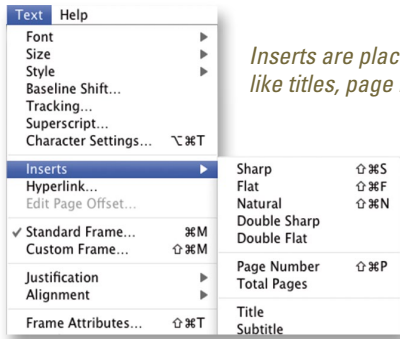 Text Help
Font
Size
Style
Baseline Shift...
Tracking...
Superscript...
Character Settings... ⌥⌘T
Inserts
Hyperlink...
Edit Page Offset...
✓ Standard Frame... ⌘M
Custom Frame... ⇧⌘M
Justification
Alignment
Frame Attributes... ⇧⌘T
Inserts are plac
like titles, page
Sharp ⇧⌘S
Flat ⇧⌘F
Natural ⇧⌘N
Double Sharp
Double Flat
Page Number ⇧⌘P
Total Pages
Title
Subtitle